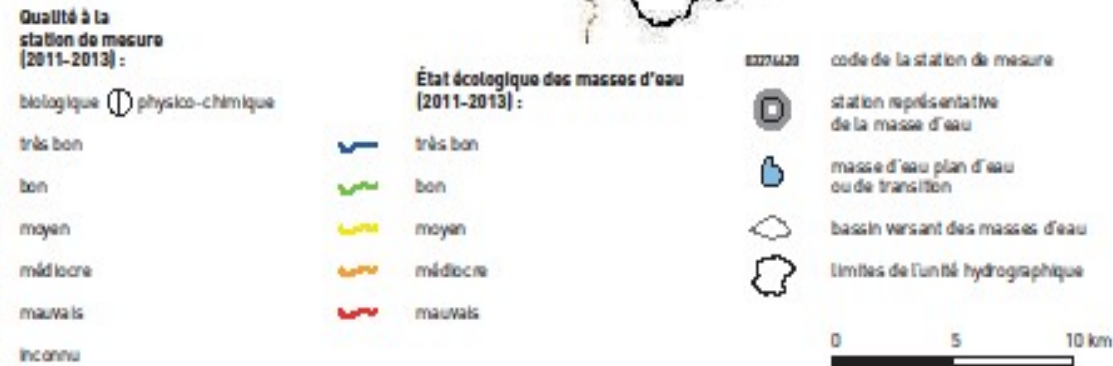 Qualité à la
station de mesure
(2011-2013) :
biologique physico-chimique
très bon
bon
moyen
médiocre
mauvais
inconnu
État écologique des masses d'eau
(2011-2013) :
très bon
bon
moyen
médiocre
mauvais
code de la station de mesure
station représentative
de la masse d'eau
masse d'eau plan d'eau
ou de transition
bassin versant des masses d'eau
limites de l'unité hydrographique
0 5 10 km